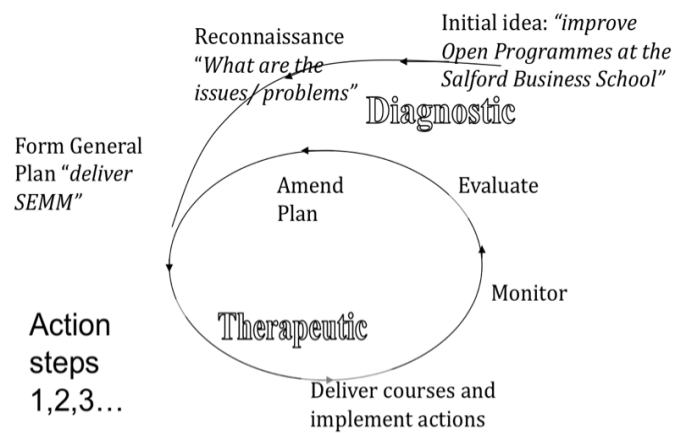 Initial idea: “improve
Open Programmes at the
Salford Business School”
Reconnaissance
“What are the
issues/ problems”
Diagnostic
Form General
Plan “deliver
SEMM”
Amend
Plan
Evaluate
Monitor
Therapeutic
Action
steps
1,2,3…
Deliver courses and
implement actions